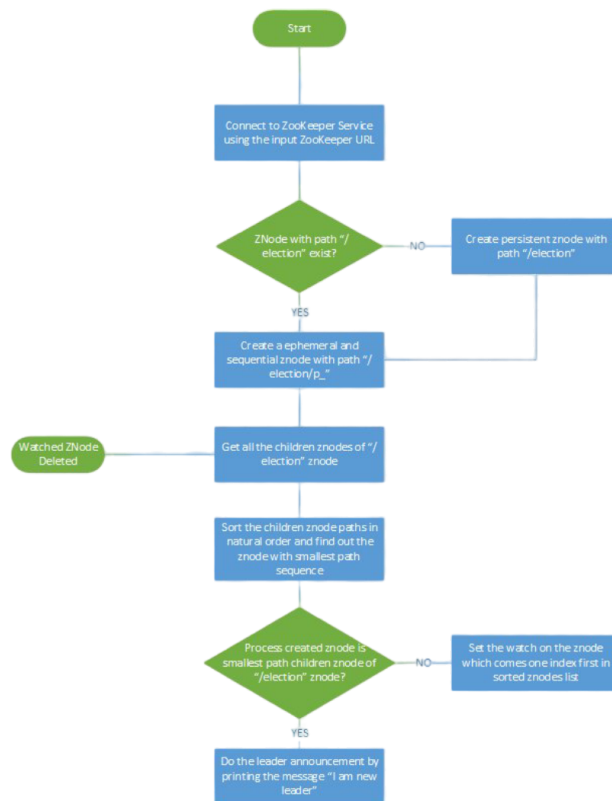 Start
Connect to ZooKeeper Service
using the input ZooKeeper URL
ZNode with path "/
election" exist?
NO
Create persistent znode with
path "/election"
YES
Create a ephemeral and
sequential znode with path "/
election/p_"
Watched ZNode
Deleted
Get all the children znodes of "/
election" znode
Sort the children znode paths in
natural order and find out the
znode with smallest path
sequence
Process created znode is
smallest path children znode of
"/election" znode?
NO
Set the watch on the znode
which comes one index first in
sorted znodes list
YES
Do the leader announcement by
printing the message "I am new
leader"